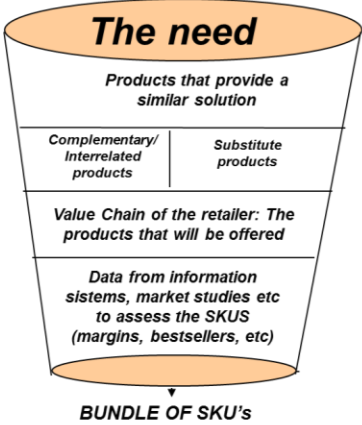 The need
Products that provide a
similar solution
Complementary/
Interrelated
products
Substitute
products
Value Chain of the retailer: The
products that will be offered
Data from information
sistems, market studies etc
to assess the SKUS
(margins, bestsellers, etc)
BUNDLE OF SKU's